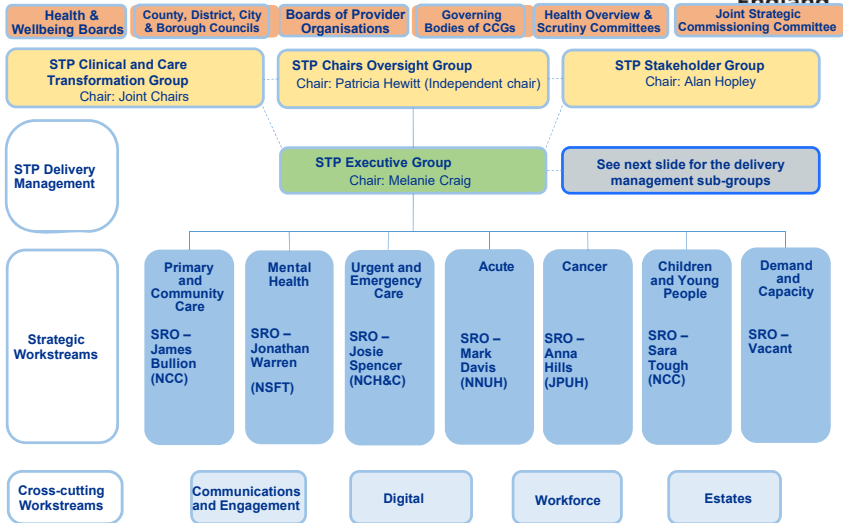 England
Health &
Wellbeing Boards
County, District, City
& Borough Councils
Boards of Provider
Organisations
Governing
Bodies of CCGs
Health Overview &
Scrutiny Committees
Joint Strategic
Commissioning Committee
STP Clinical and Care
Transformation Group
Chair: Joint Chairs
STP Chairs Oversight Group
Chair: Patricia Hewitt (Independent chair)
STP Stakeholder Group
Chair: Alan Hopley
STP Delivery
Management
STP Executive Group
Chair: Melanie Craig
See next slide for the delivery
management sub-groups
Strategic
Workstreams
Primary
and
Community
Care
SRO –
James
Bullion
(NCC)
Mental
Health
SRO –
Jonathan
Warren
(NSFT)
Urgent and
Emergency
Care
SRO –
Josie
Spencer
(NCH&C)
Acute
SRO –
Mark
Davis
(NNUH)
Cancer
SRO –
Anna
Hills
(JPUH)
Children
and Young
People
SRO –
Sara
Tough
(NCC)
Demand
and
Capacity
SRO –
Vacant
Cross-cutting
Workstreams
Communications
and Engagement
Digital
Workforce
Estates